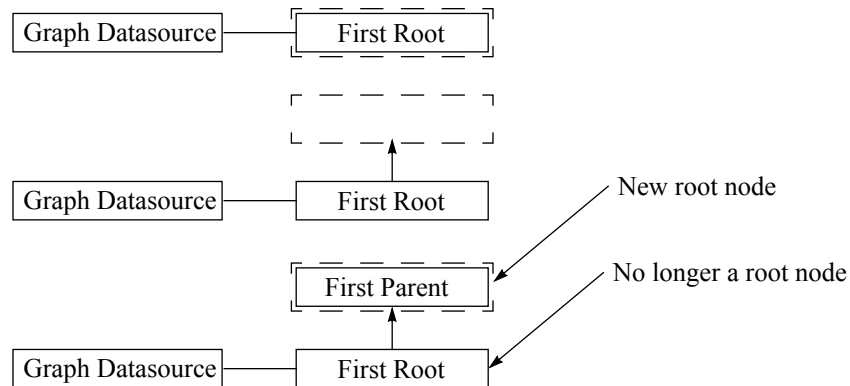 Graph Datasource
First Root
Graph Datasource
First Root
New root node
First Parent
No longer a root node
Graph Datasource
First Root